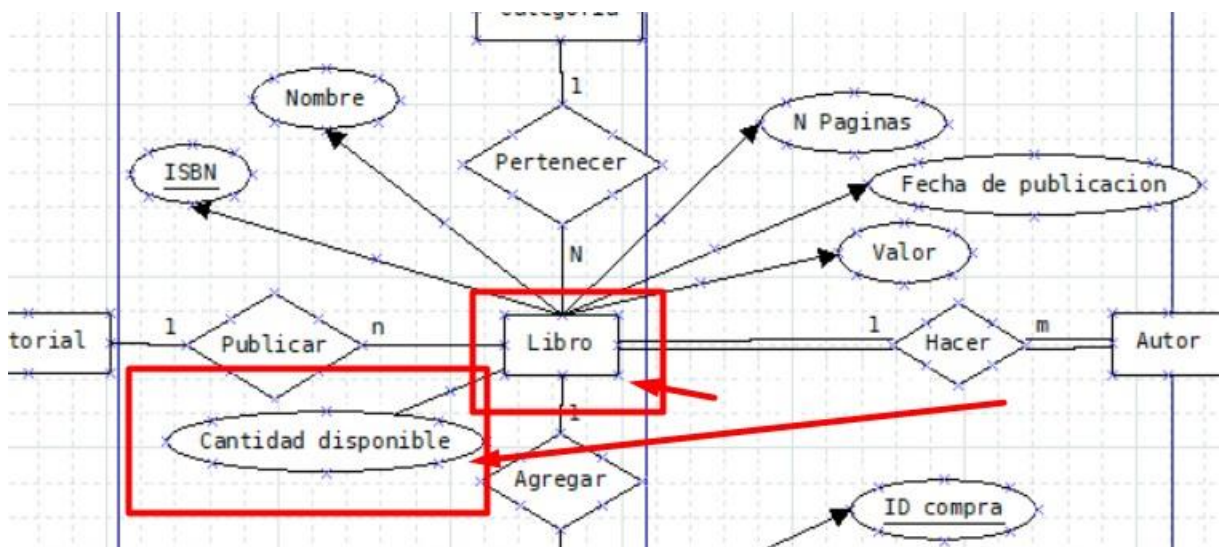 Categoria
1
Nombre
N Paginas
Pertenecer
ISBN
Fecha de publicacion
N
Valor
1
n
1
m
torial
Publicar
Libro
Hacer
Autor
1
Cantidad disponible
Agregar
ID compra